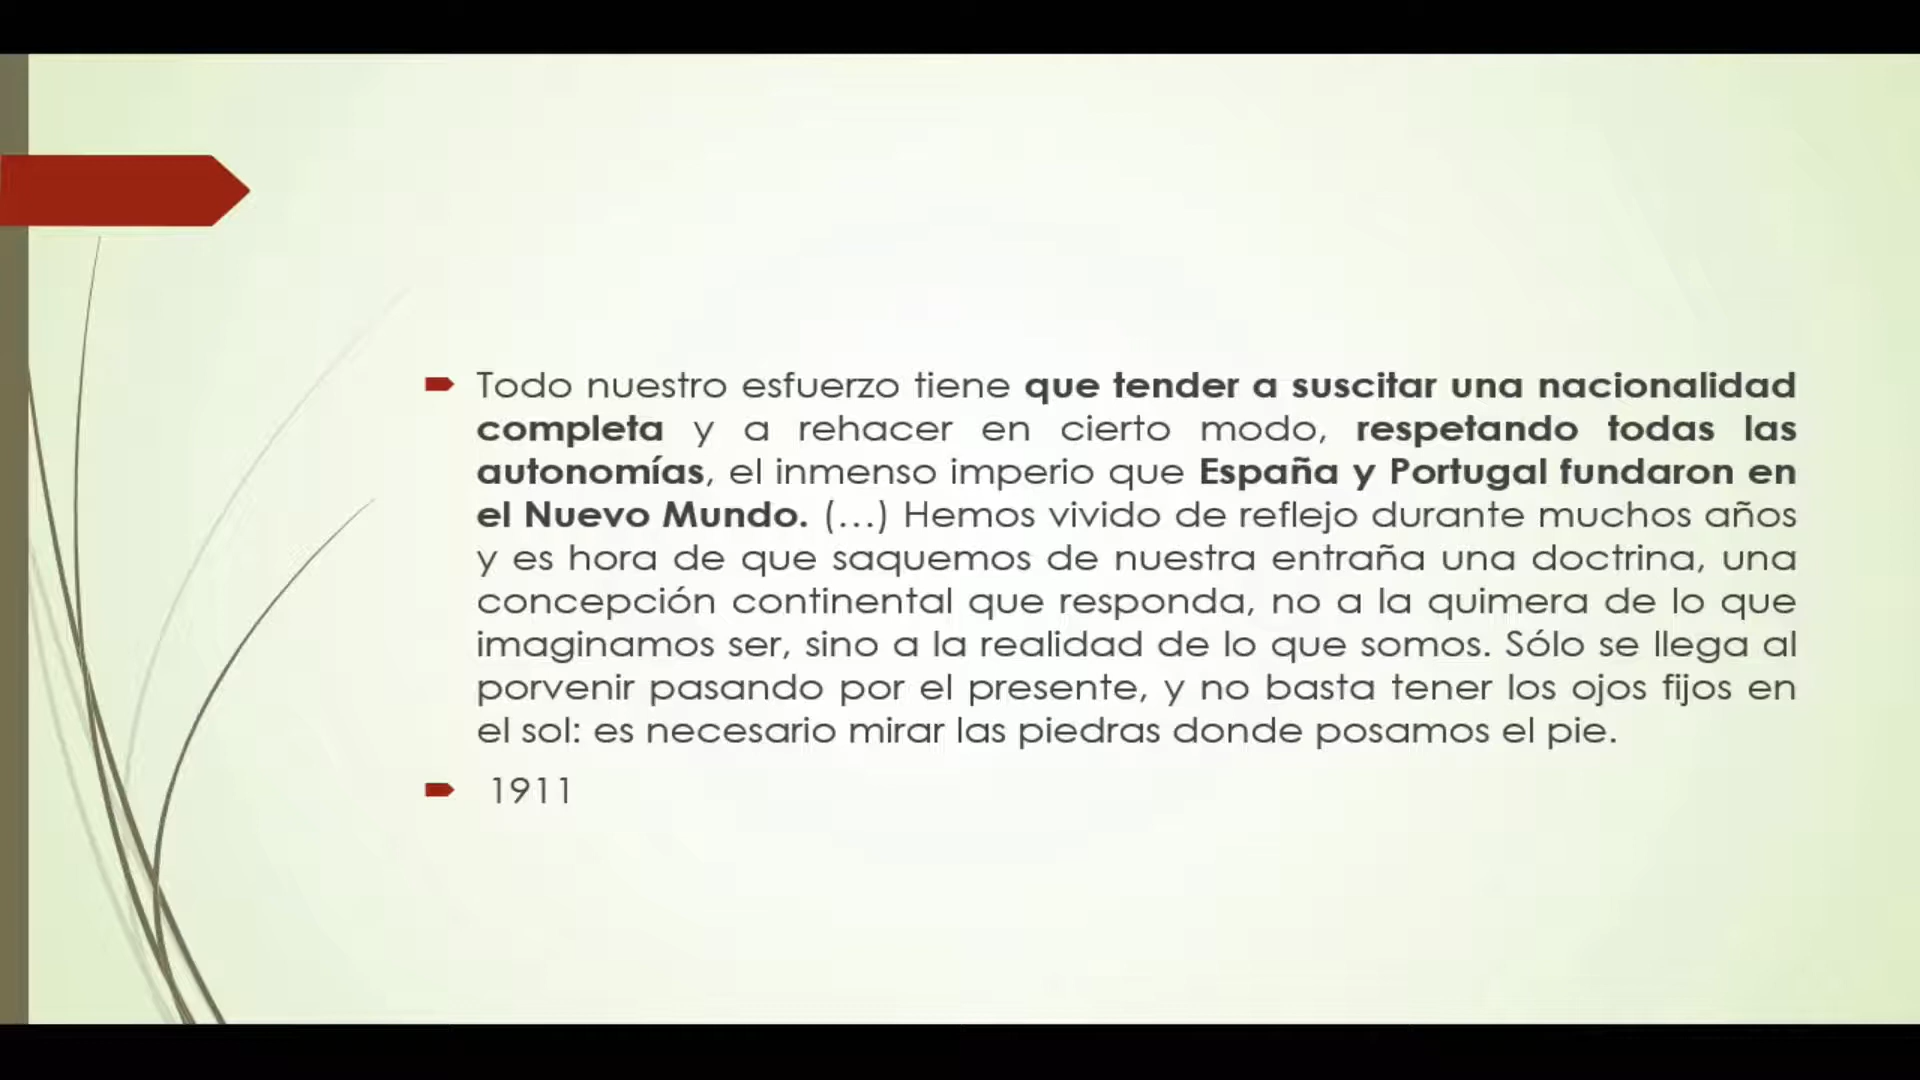 Todo nuestro esfuerzo tiene que tender a suscitar una nacionalidad
completa y a rehacer en cierto modo, respetando todas las
autonomías, el inmenso imperio que España y Portugal fundaron en
el Nuevo Mundo. (...) Hemos vivido de reflejo durante muchos años
y es hora de que saquemos de nuestra entraña una doctrina, una
concepción continental que responda, no a la quimera de lo que
imaginamos ser, sino a la realidad de lo que somos. Sólo se llega al
porvenir pasando por el presente, y no basta tener los ojos fijos en
el sol: es necesario mirar las piedras donde posamos el pie.
1911